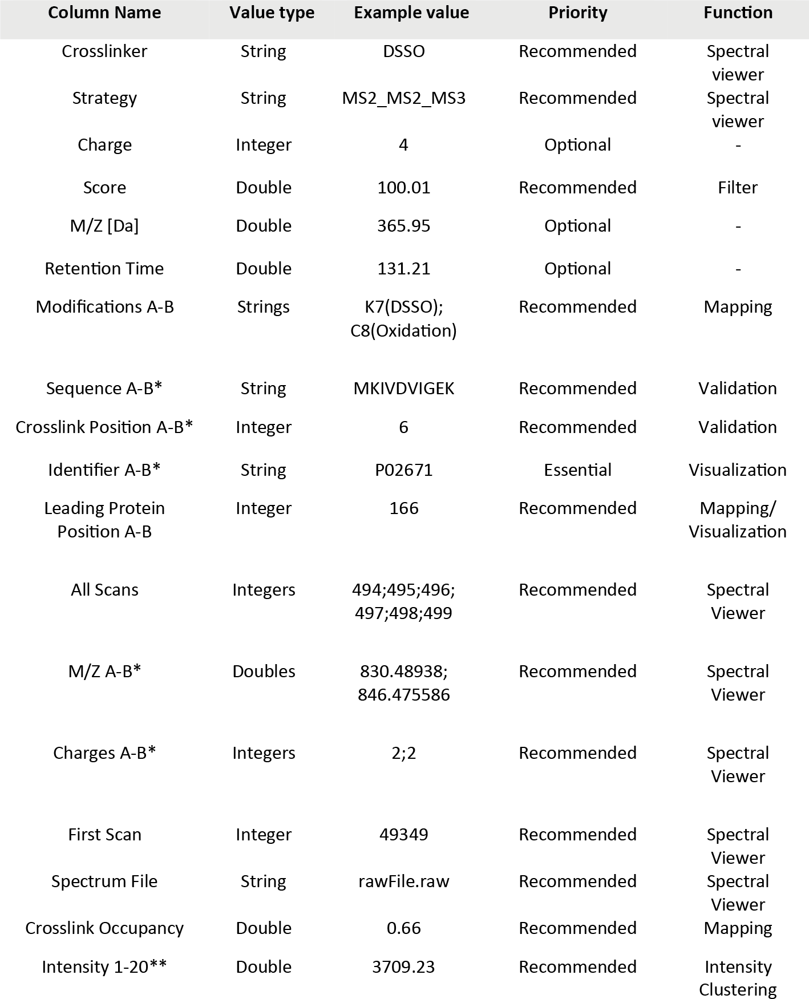 Column Name Value type Example value Priority Function
Crosslinker String DSSO Recommended Spectral
viewer
Strategy String MS2_MS2_MS3 Recommended Spectral
viewer
Charge Integer 4 Optional -
Score Double 100.01 Recommended Filter
M/Z [Da] Double 365.95 Optional -
Retention Time Double 131.21 Optional -
Modifications A-B Strings K7(DSSO); Recommended Mapping
C8(Oxidation)
Sequence A-B* String MKIVDVIGEK Recommended Validation
Crosslink Position A-B* Integer 6 Recommended Validation
Identifier A-B* String P02671 Essential Visualization
Leading Protein Integer 166 Recommended Mapping/
Position A-B Visualization
All Scans Integers 494;495;496; Recommended Spectral
497;498;499 Viewer
M/Z A-B* Doubles 830.48938; Recommended Spectral
846.475586 Viewer
Charges A-B* Integers 2;2 Recommended Spectral
Viewer
First Scan Integer 49349 Recommended Spectral
Viewer
Spectrum File String rawFile.raw Recommended Spectral
Viewer
Crosslink Occupancy Double 0.66 Recommended Mapping
Intensity 1-20** Double 3709.23 Recommended Intensity
Clustering